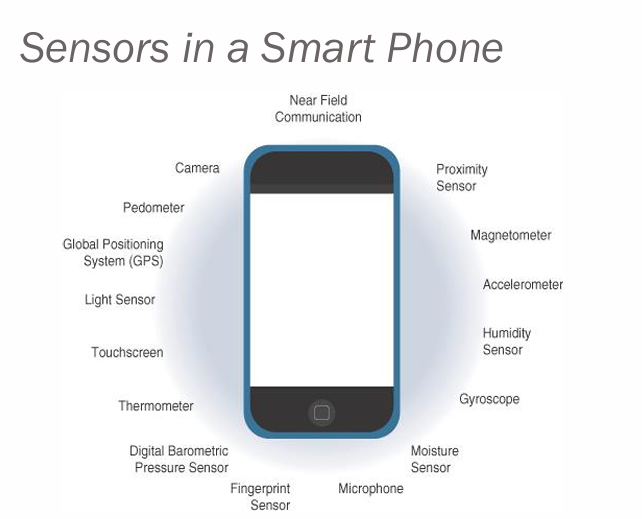 Sensors in a Smart Phone
Near Field
Communication
Camera
Proximity
Sensor
Pedometer
Magnetometer
Global Positioning
System (GPS)
Accelerometer
Light Sensor
Humidity
Sensor
Touchscreen
Gyroscope
Thermometer
Digital Barometric
Pressure Sensor
Moisture
Sensor
Fingerprint
Sensor
Microphone